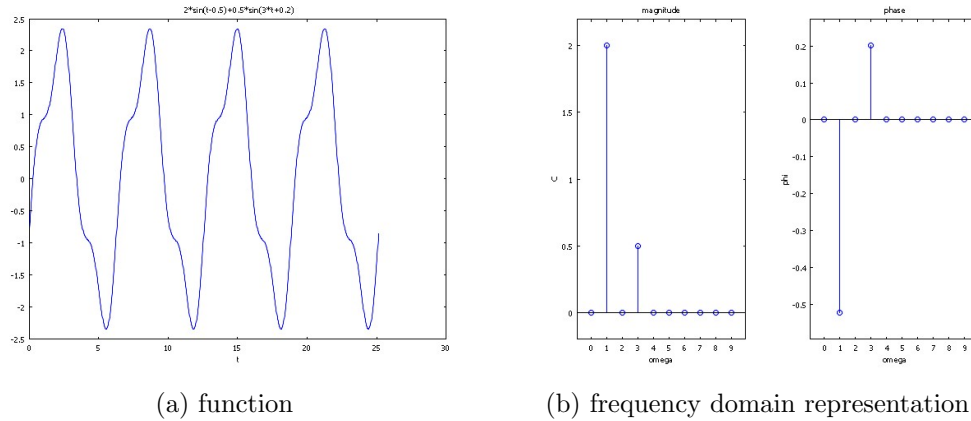 2*sin(t-0.5)+0.5*sin(3*t+0.2)
2.5
2
1.5
1
0.5
0
-0.5
-1
-1.5
-2
-2.5
0 5 10 15 20 25 30
t
(a) function
magnitude
2
1.5
1
0.5
0
C
0 1 2 3 4 5 6 7 8 9
omega
phase
0.2
0.1
0
-0.1
-0.2
-0.3
-0.4
-0.5
phi
0 1 2 3 4 5 6 7 8 9
omega
(b) frequency domain representation